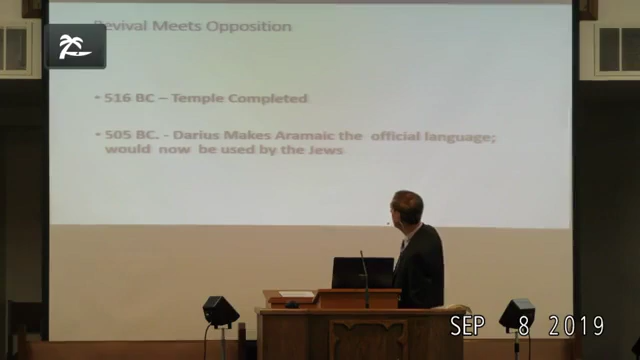 Revival Meets Opposition
• 516 BC – Temple Completed
• 505 BC. - Darius Makes Aramaic the official language;
would now be used by the Jews
SEP 8 2019